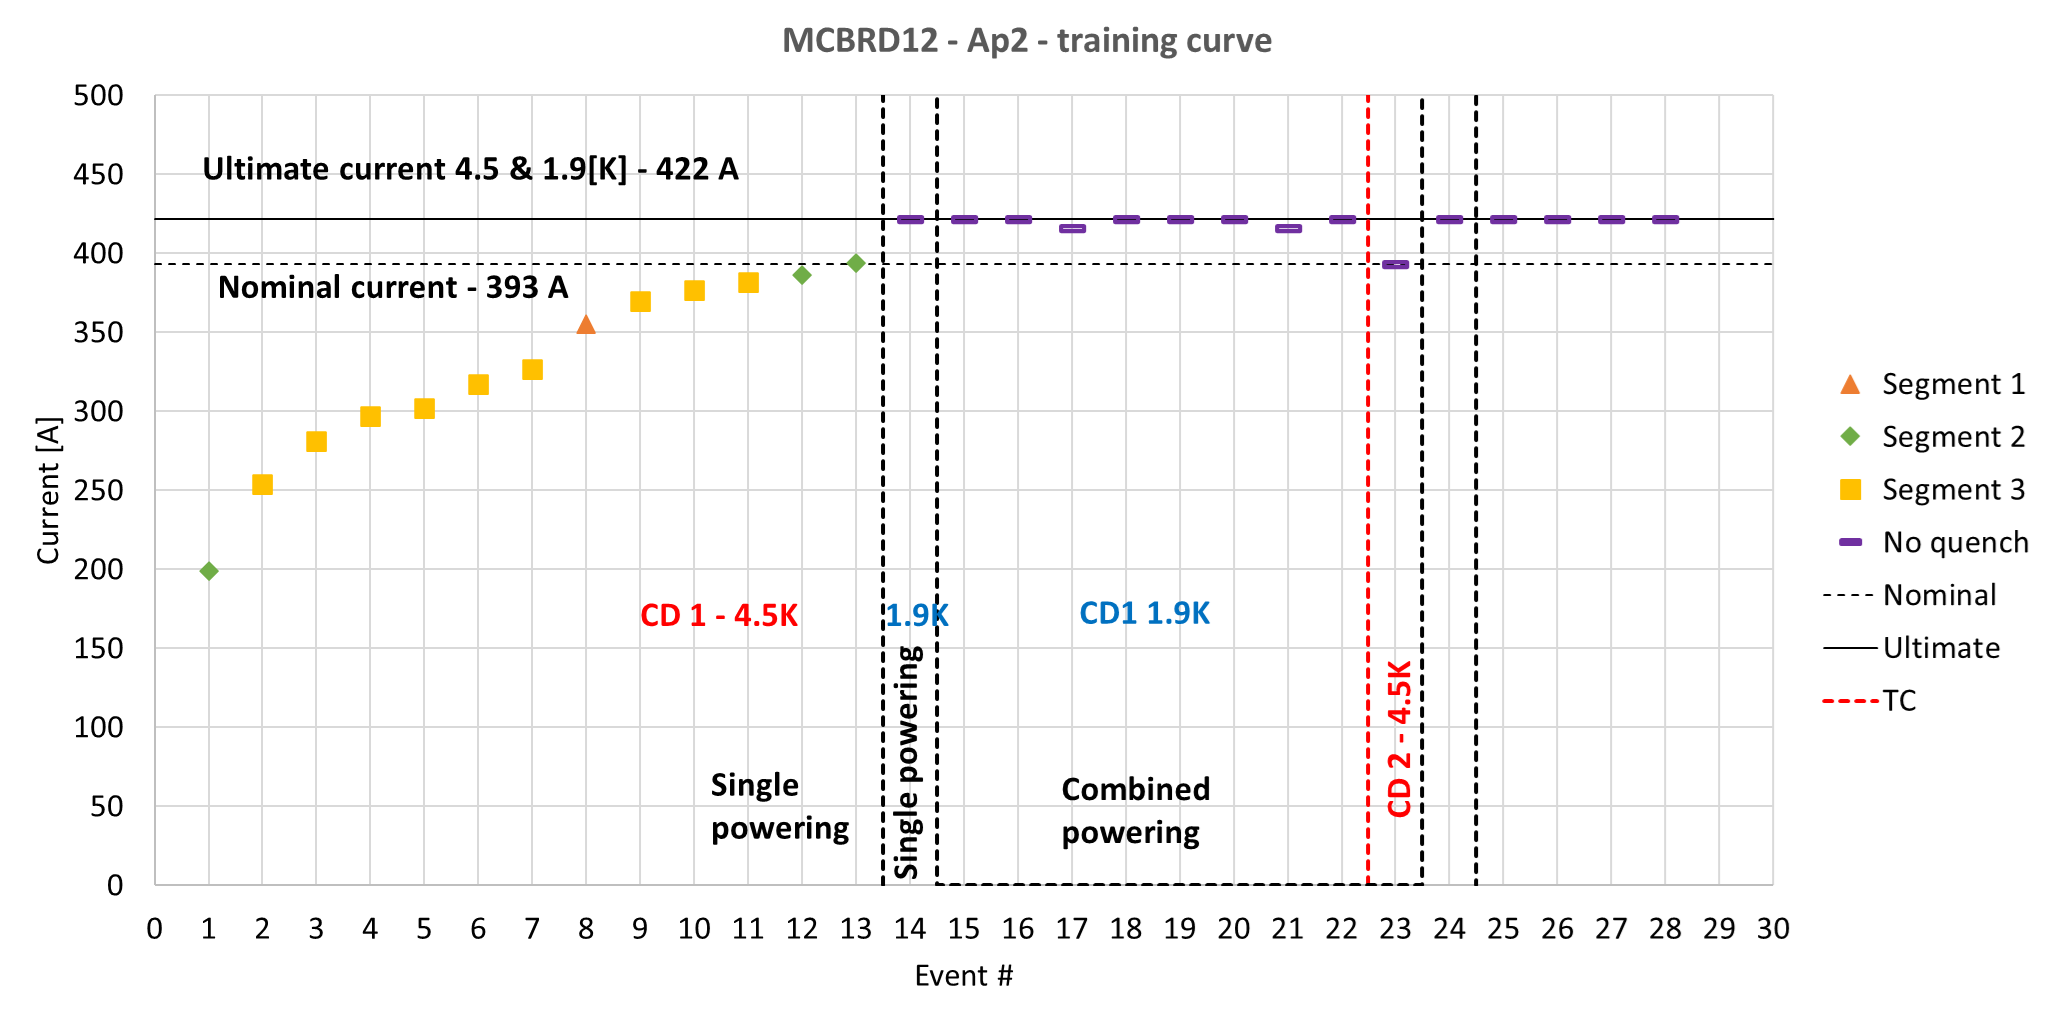 MCBRD12 - Ap2 - training curve
500
450
400
350
300
250
200
150
100
50
0
Current [A]
Ultimate current 4.5 & 1.9[K] - 422 A
Nominal current - 393 A
CD 1 - 4.5K
1.9K
CD1 1.9K
Single
powering
Single powering
Combined
powering
CD 2 - 4.5K
0 1 2 3 4 5 6 7 8 9 10 11 12 13 14 15 16 17 18 19 20 21 22 23 24 25 26 27 28 29 30
Event #
Segment 1
Segment 2
Segment 3
No quench
Nominal
Ultimate
TC